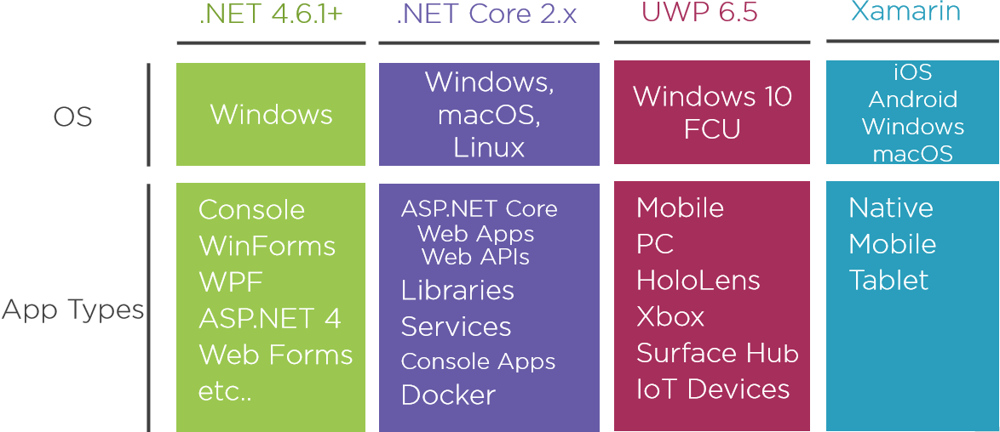 .NET 4.6.1+
.NET Core 2.x
UWP 6.5
Xamarin
OS
Windows
Windows,
macOS,
Linux
Windows 10
FCU
iOS
Android
Windows
macOS
App Types
Console
WinForms
WPF
ASP.NET 4
Web Forms
etc..
ASP.NET Core
Web Apps
Web APIs
Libraries
Services
Console Apps
Docker
Mobile
PC
HoloLens
Xbox
Surface Hub
IoT Devices
Native
Mobile
Tablet